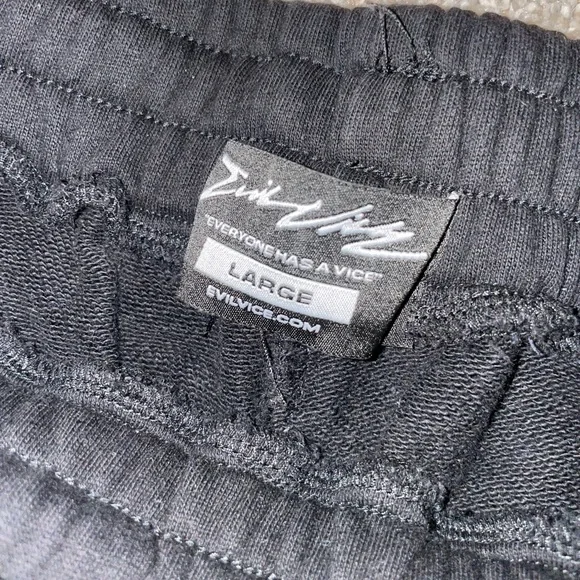 Evil Vice
"EVERYONE HAS A VICE"
LARGE
EVILVICE.COM